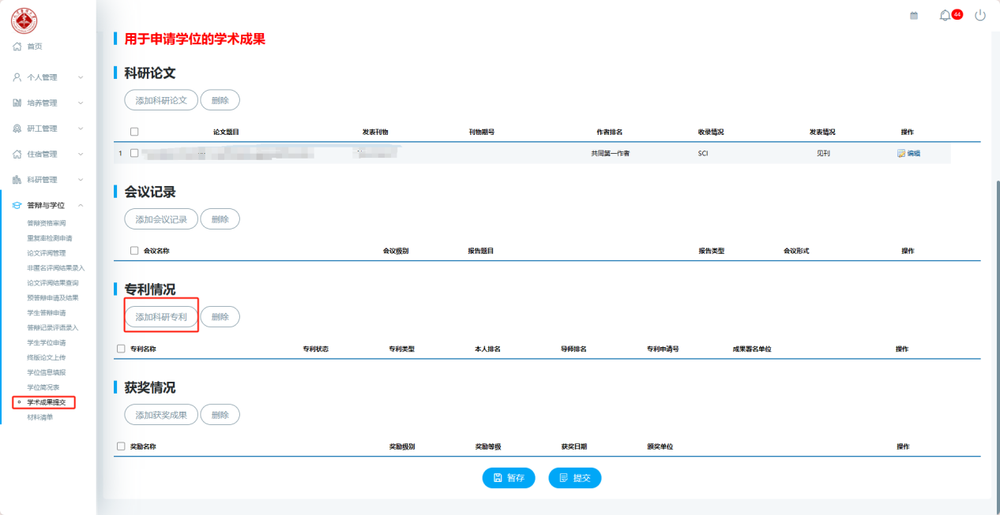 44
首页
个人管理
培养管理
研工管理
住宿管理
科研管理
答辩与学位
答辩资格审阅
重复率检测申请
论文评阅管理
非匿名评阅结果录入
论文评阅结果查询
预答辩申请及结果
学生答辩申请
答辩记录评语录入
学生学位申请
终版论文上传
学位信息填报
学位简况表
学术成果提交
材料清单
用于申请学位的学术成果
科研论文
添加科研论文 删除
论文题目 发表刊物 刊物期号 作者排名 收录情况 发表情况 操作
1 共同第一作者 SCI 见刊 编辑
会议记录
添加会议记录 删除
会议名称 会议级别 报告题目 报告类型 会议形式 操作
专利情况
添加科研专利 删除
专利名称 专利状态 专利类型 本人排名 导师排名 专利申请号 成果署名单位 操作
获奖情况
添加获奖成果 删除
奖励名称 奖励级别 奖励等级 获奖日期 颁奖单位 操作
暂存 提交